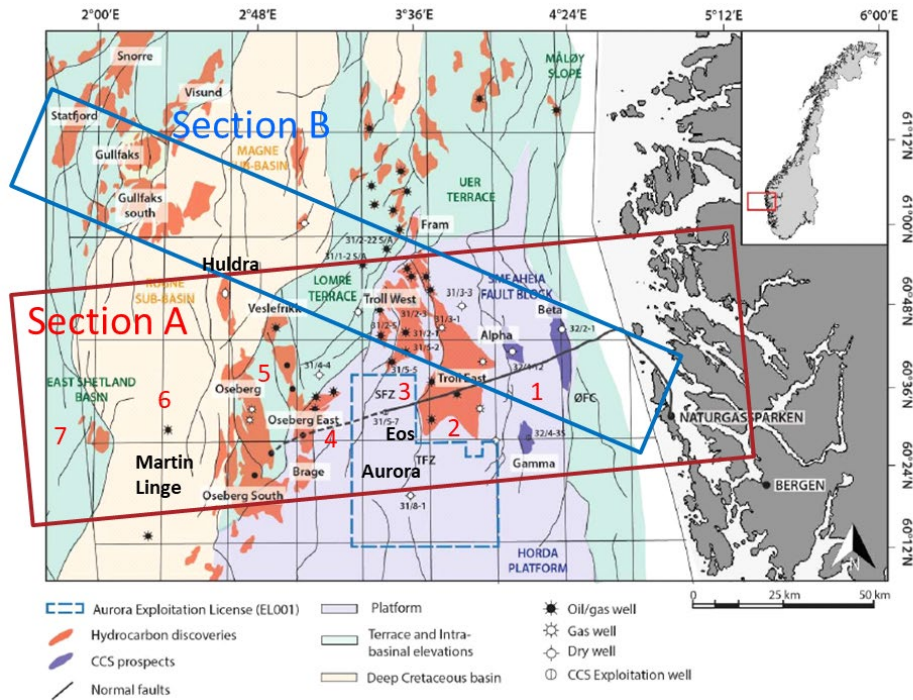 2°00'E
2°48'E
3°36'E
4°24'E
5°12'E
6°00'E
Snorre
Visund
Statfjord
Section B
MÅLØY
SLOPE
Gullfaks
MAGNE
SUB-BASIN
61°12'N
UER
TERRACE
Gullfaks
south
Fram
61°00'N
31/2-22 S/A
31/1-2 S/A
Huldra
LOMRE
TERRACE
SMEAHEIA
FAULT BLOCK
SUB-BASIN
Troll West
31/3-3
Beta
60°48'N
Section A
Veslefrikk
31/2-5
31/2-3
31/3-1
31/2-1
Alpha
32/2-1
31/4-4
31/5-2
31/5-5
EAST SHETLAND
BASIN
Oseberg
5
6
7
Troll East
3
1
SFZ
ØFC
60°36'N
NATURGASSPARKEN
Oseberg East
31/5-7
4
2
Eos
32/4-3S
Martin
Linge
Brage
Aurora
TFZ
Gamma
60°24'N
BERGEN
Oseberg South
31/8-1
HORDA
PLATFORM
60°12'N
N
0 25 km 50 km
Aurora Exploitation License (EL001)
Hydrocarbon discoveries
CCS prospects
Normal faults
Platform
Terrace and Intra-
basinal elevations
Deep Cretaceous basin
Oil/gas well
Gas well
Dry well
CCS Exploitation well